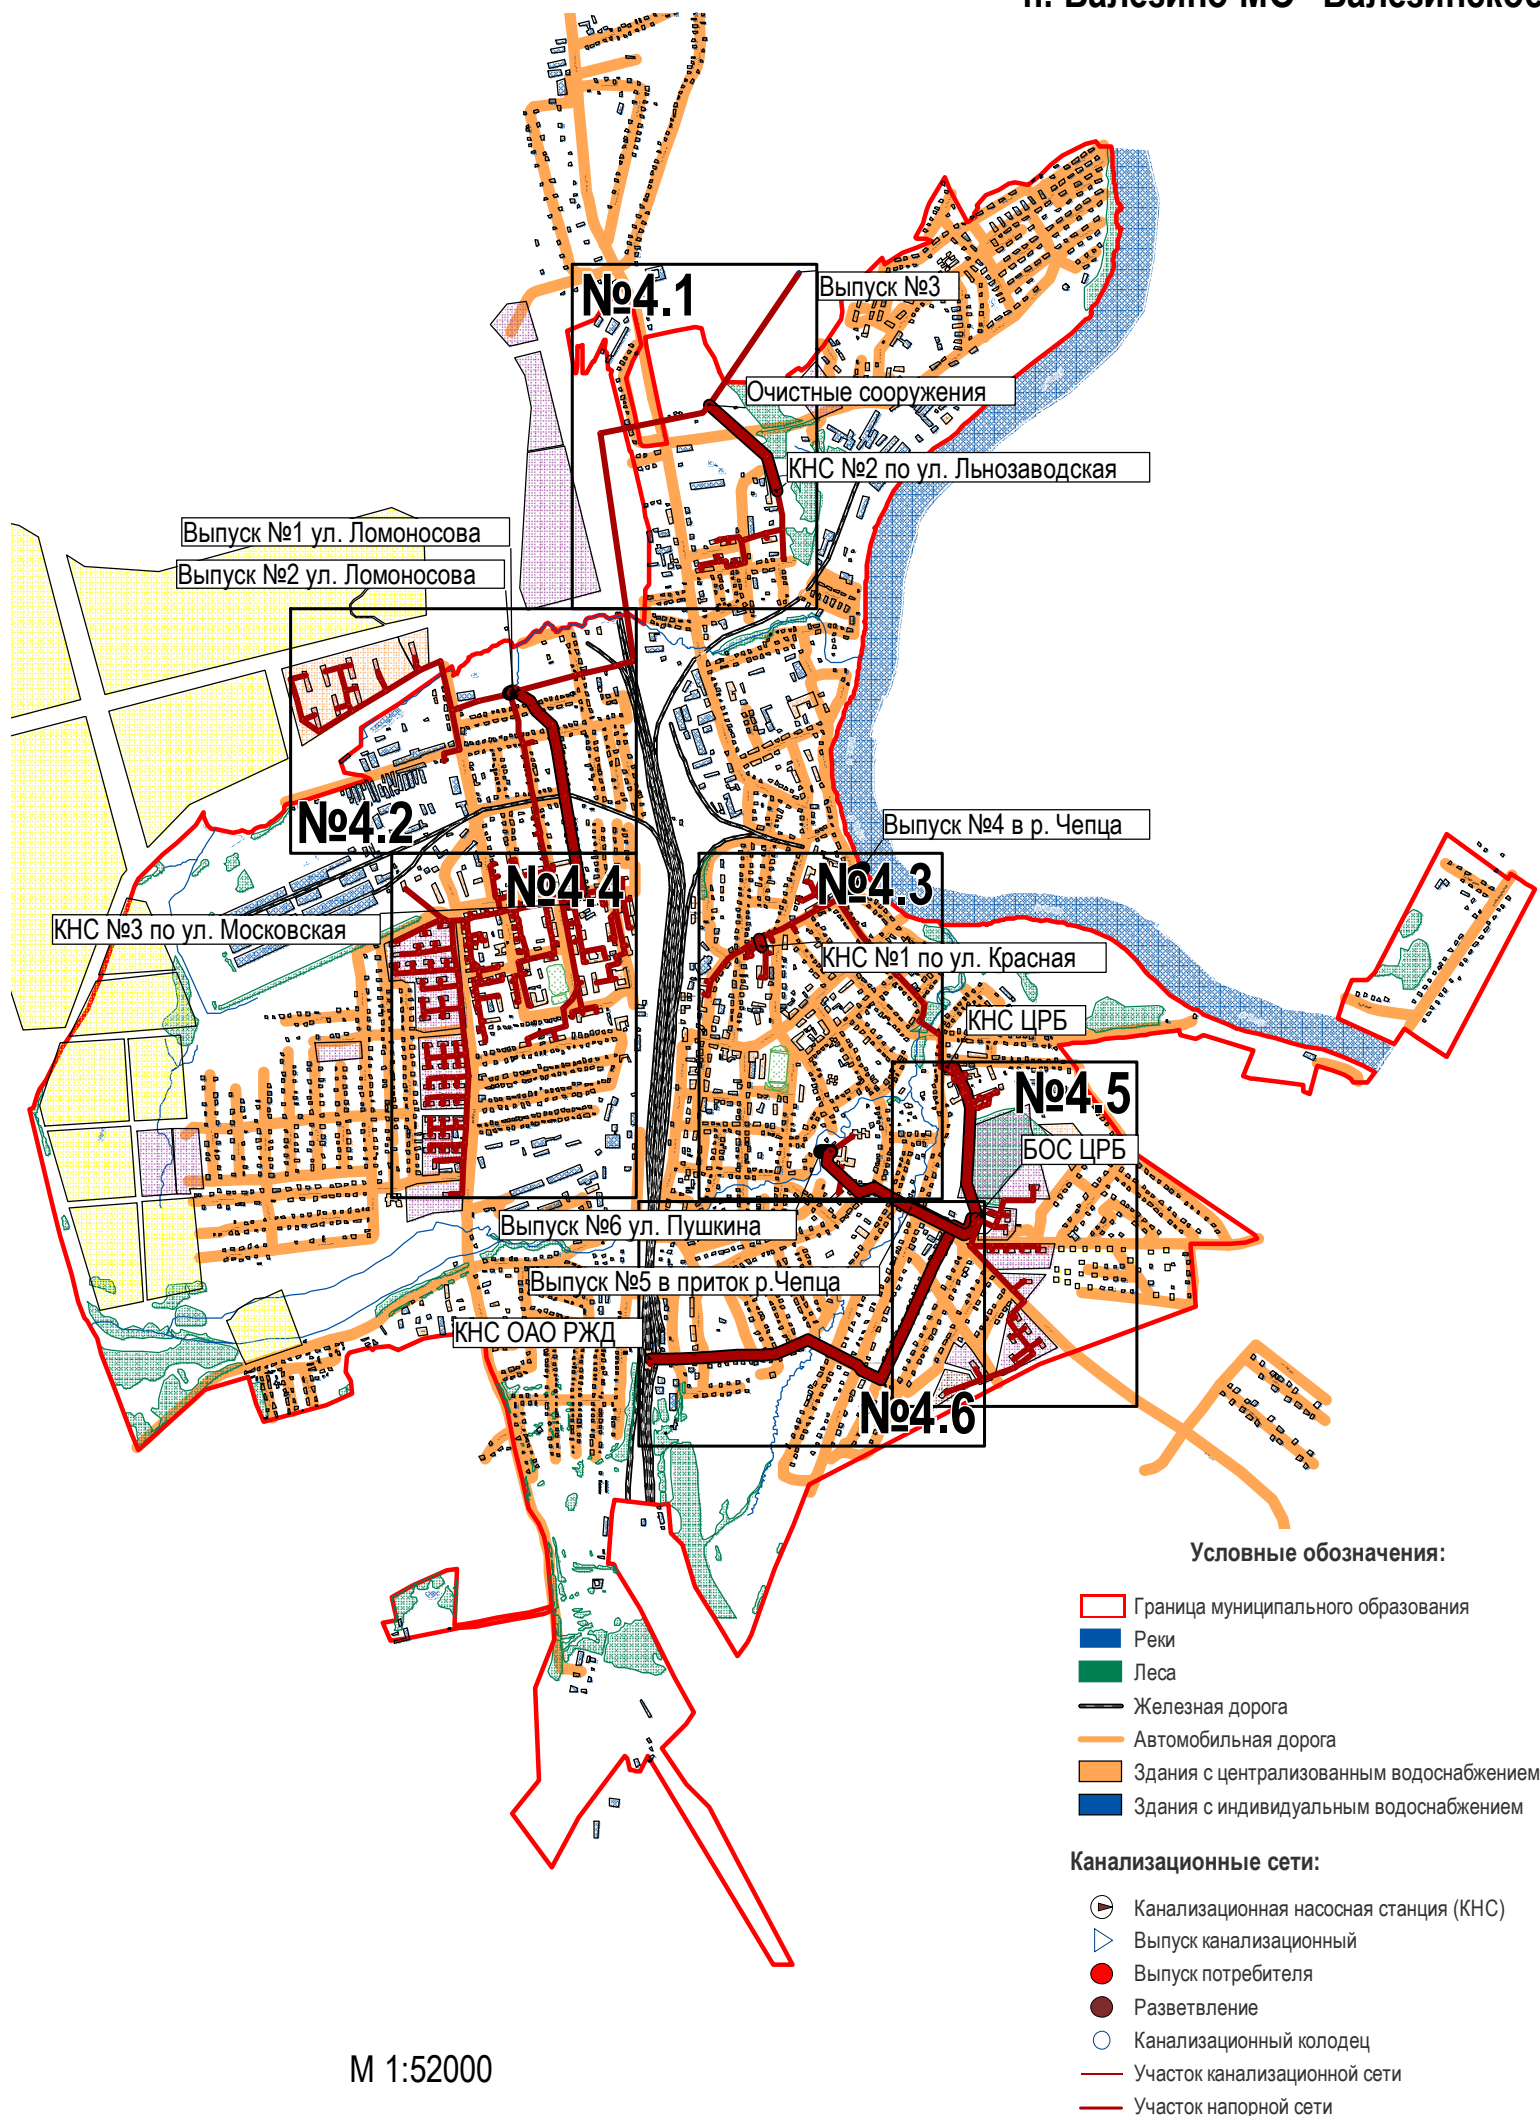 п. Балезино МО "Балезинское
№4.1
Выпуск №3
Очистные сооружения
КНС №2 по ул. Льнозаводская
Выпуск №1 ул. Ломоносова
Выпуск №2 ул. Ломоносова
№4.2
Выпуск №4 в р. Чепца
№4.4
№4.3
КНС №3 по ул. Московская
КНС №1 по ул. Красная
КНС ЦРБ
№4.5
БОС ЦРБ
Выпуск №6 ул. Пушкина
Выпуск №5 в приток р.Чепца
КНС ОАО РЖД
№4.6
Условные обозначения:
Граница муниципального образования
Реки
Леса
Железная дорога
Автомобильная дорога
Здания с централизованным водоснабжением
Здания с индивидуальным водоснабжением
Канализационные сети:
Канализационная насосная станция (КНС)
Выпуск канализационный
Выпуск потребителя
Разветвление
Канализационный колодец
Участок канализационной сети
Участок напорной сети
М 1:52000